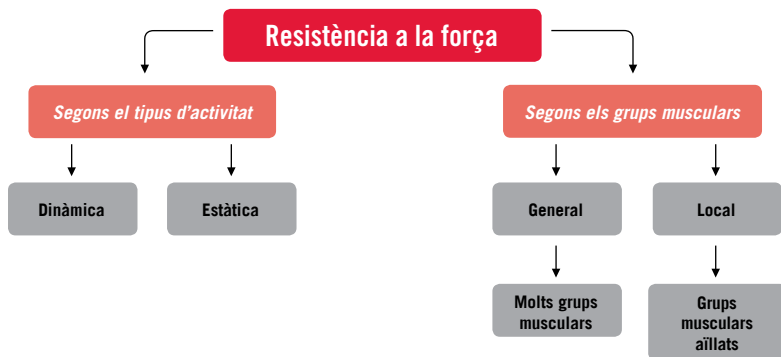 Resistència a la força
Segons el tipus d'activitat
Segons els grups musculars
Dinàmica
Estàtica
General
Local
Molts grups
musculars
Grups
musculars
aïllats